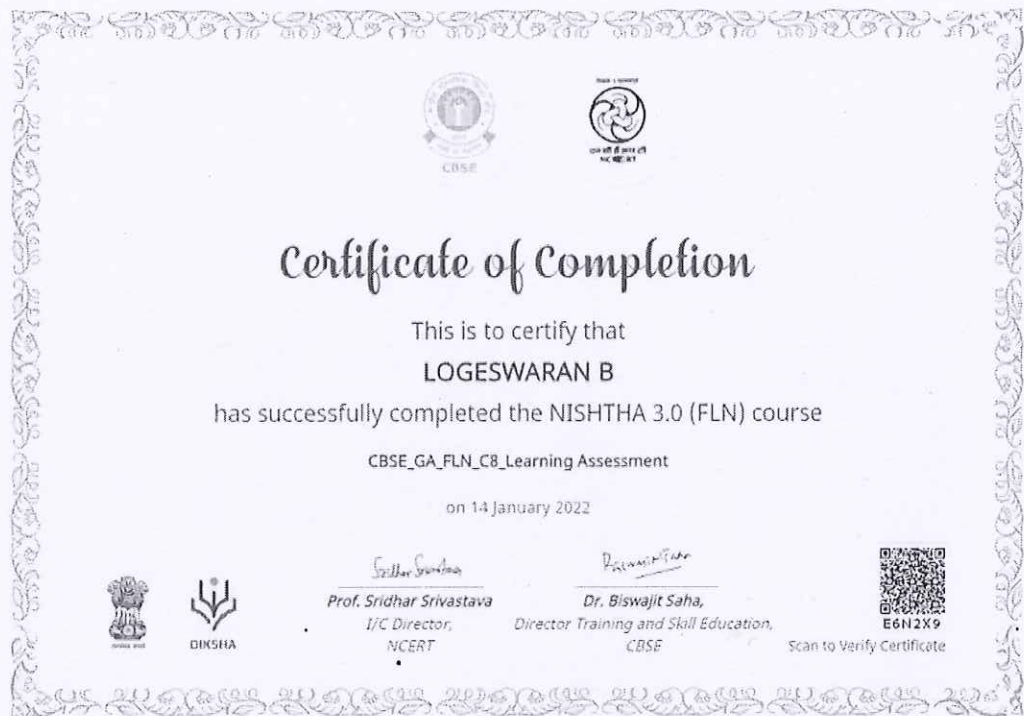 CBSE
NCERT
Certificate of Completion
This is to certify that
LOGESWARAN B
has successfully completed the NISHTHA 3.0 (FLN) course
CBSE_GA_FLN_C8_Learning Assessment
on 14 January 2022
Prof. Sridhar Srivastava
I/C Director,
NCERT
Dr. Biswajit Saha,
Director Training and Skill Education,
CBSE
DIKSHA
E6N2X9
Scan to Verify Certificate